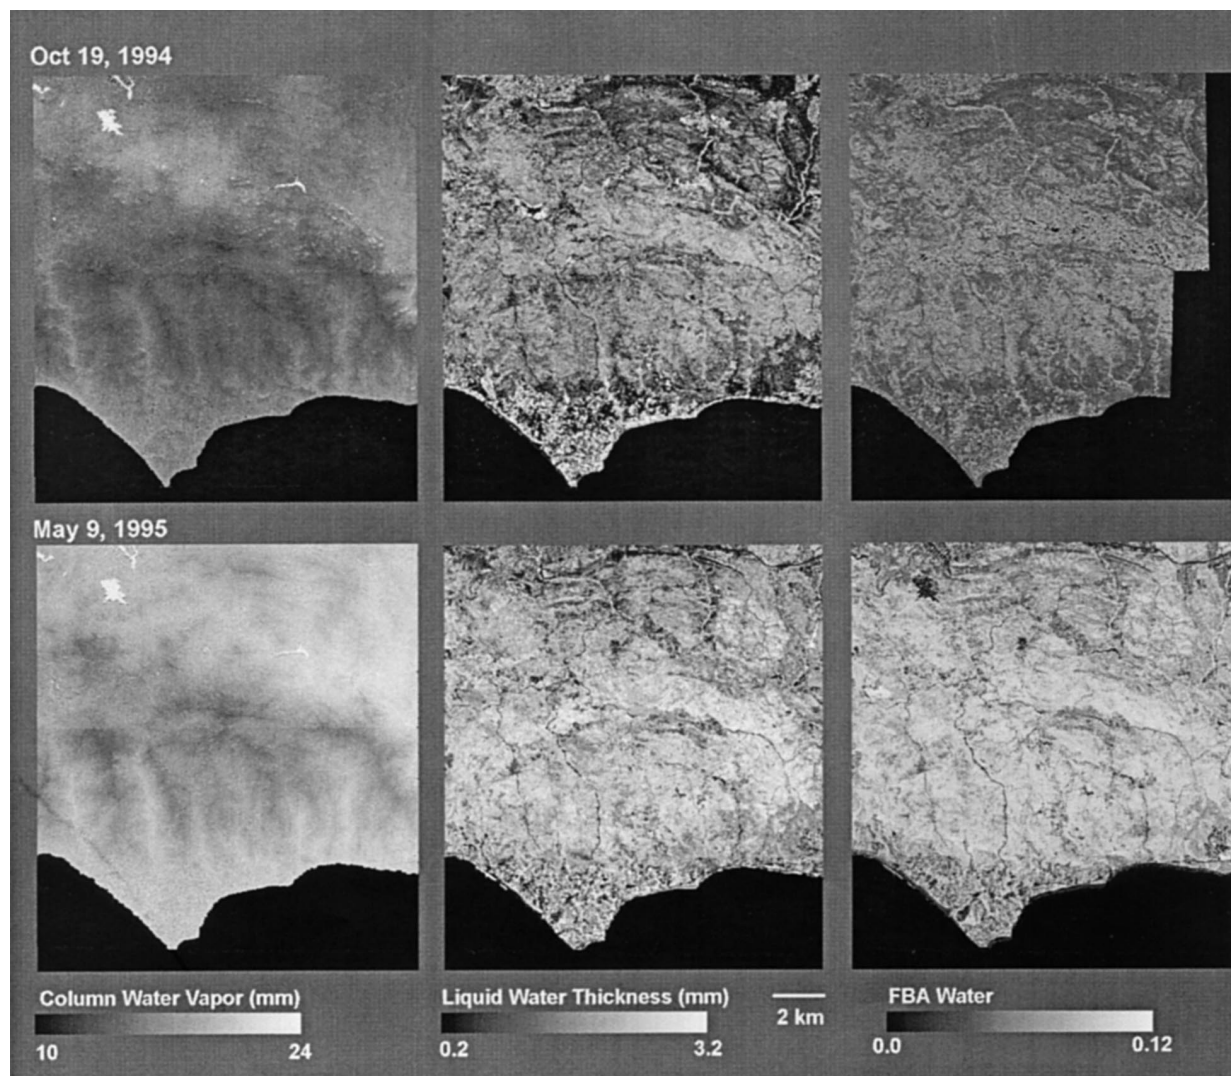 Oct 19, 1994
May 9, 1995
Column Water Vapor (mm)
10 24
Liquid Water Thickness (mm)
0.2 3.2
2 km
FBA Water
0.0 0.12